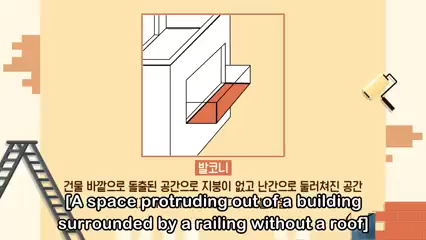 발코니
건물 바깥으로 돌출된 공간으로 지붕이 없고 난간으로 둘러쳐진 공간
[A space protruding out of a building
surrounded by a railing without a roof]